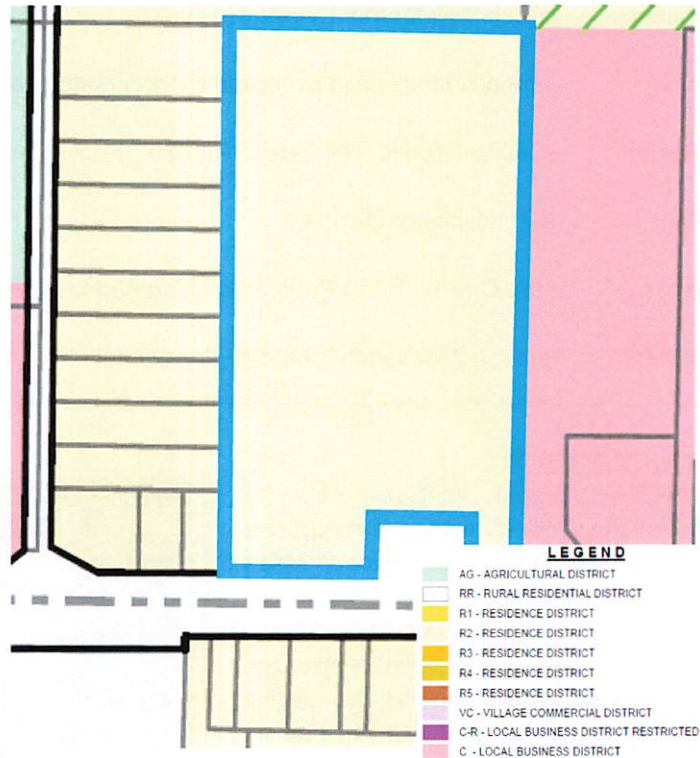 LEGEND
AG - AGRICULTURAL DISTRICT
RR - RURAL RESIDENTIAL DISTRICT
R1 - RESIDENCE DISTRICT
R2 - RESIDENCE DISTRICT
R3 - RESIDENCE DISTRICT
R4 - RESIDENCE DISTRICT
R5 - RESIDENCE DISTRICT
VC - VILLAGE COMMERCIAL DISTRICT
C-R - LOCAL BUSINESS DISTRICT RESTRICTED
C - LOCAL BUSINESS DISTRICT